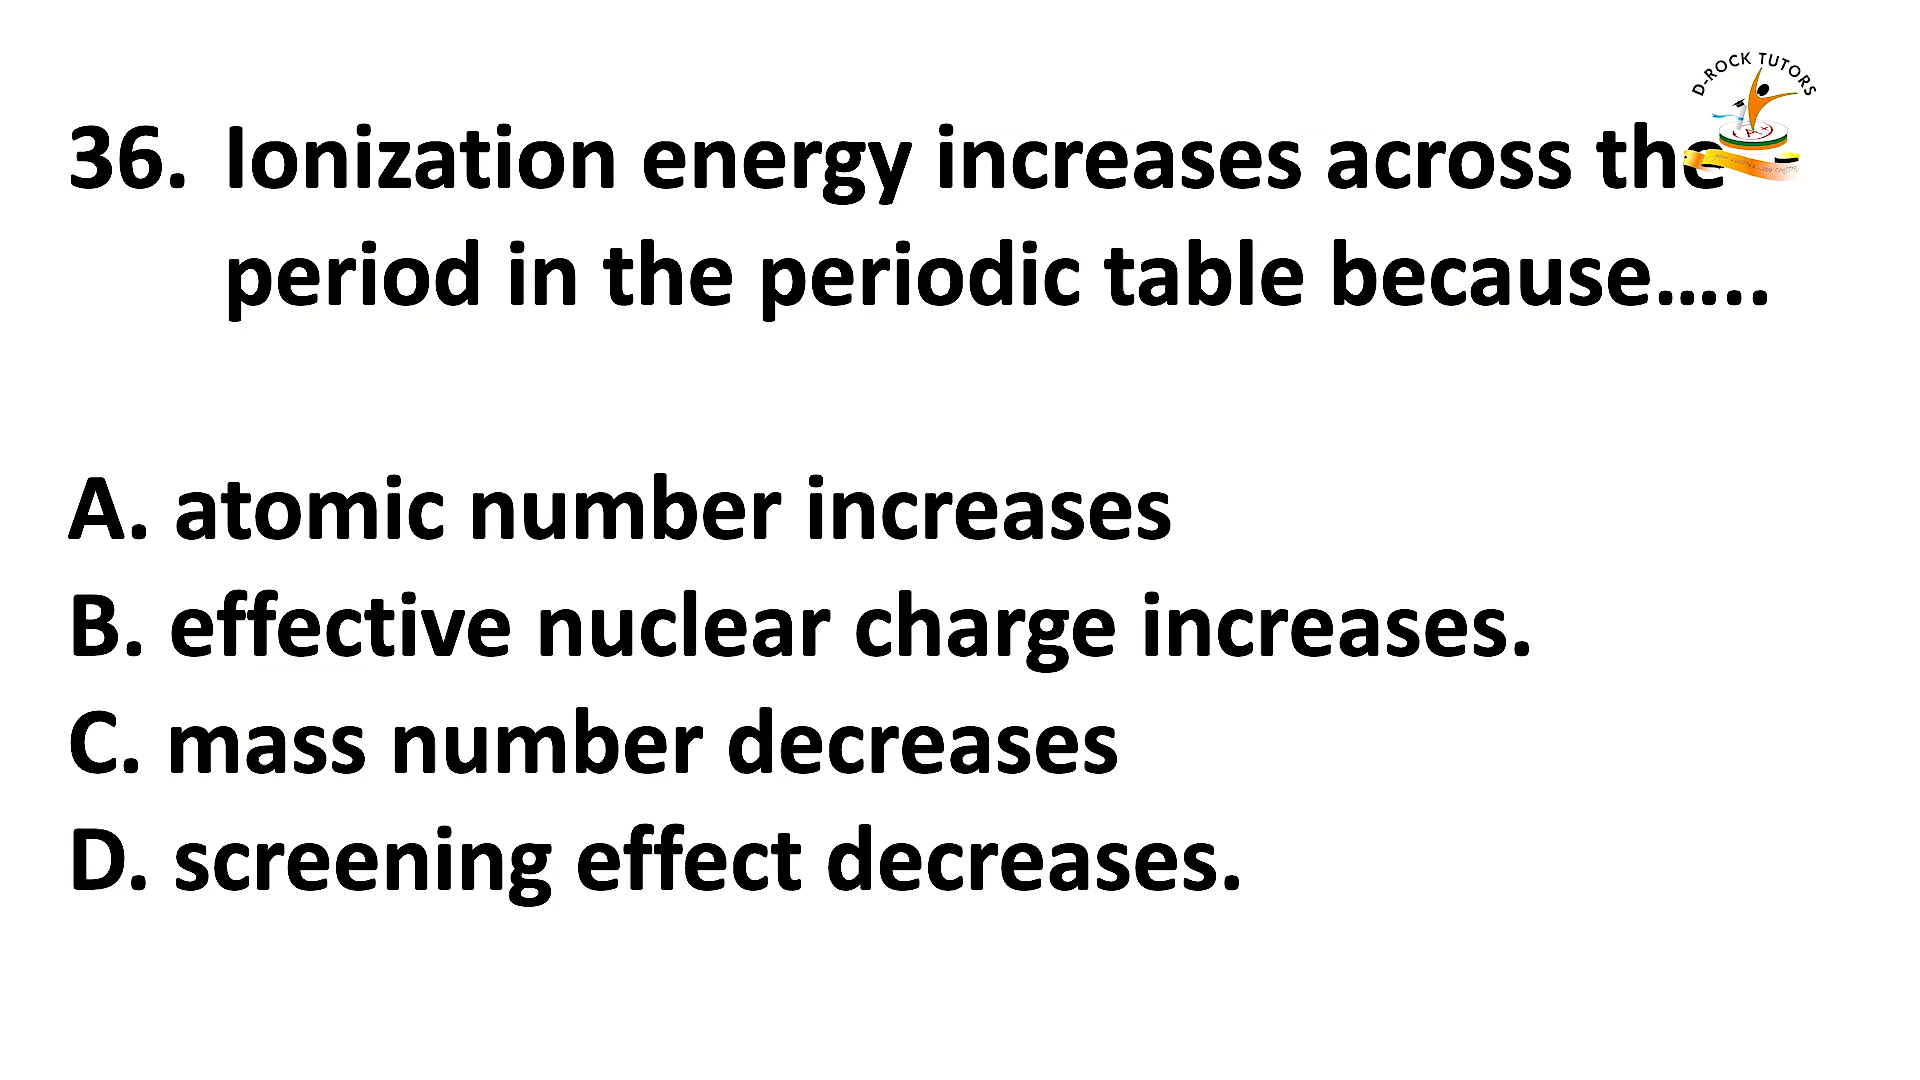 D-ROCK TUTORS
36. Ionization energy increases across the
period in the periodic table because…..
A. atomic number increases
B. effective nuclear charge increases.
C. mass number decreases
D. screening effect decreases.